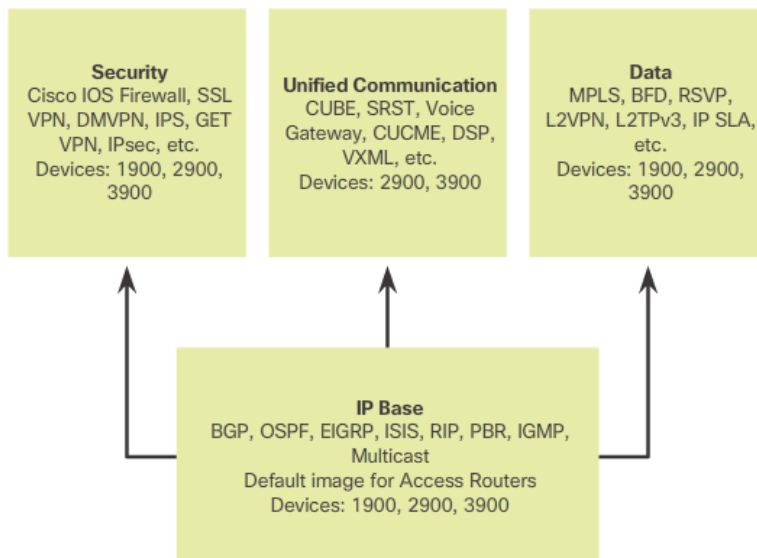 Security
Cisco IOS Firewall, SSL
VPN, DMVPN, IPS, GET
VPN, IPsec, etc.
Devices: 1900, 2900,
3900
Unified Communication
CUBE, SRST, Voice
Gateway, CUCME, DSP,
VXML, etc.
Devices: 2900, 3900
Data
MPLS, BFD, RSVP,
L2VPN, L2TPv3, IP SLA,
etc.
Devices: 1900, 2900,
3900
IP Base
BGP, OSPF, EIGRP, ISIS, RIP, PBR, IGMP,
Multicast
Default image for Access Routers
Devices: 1900, 2900, 3900